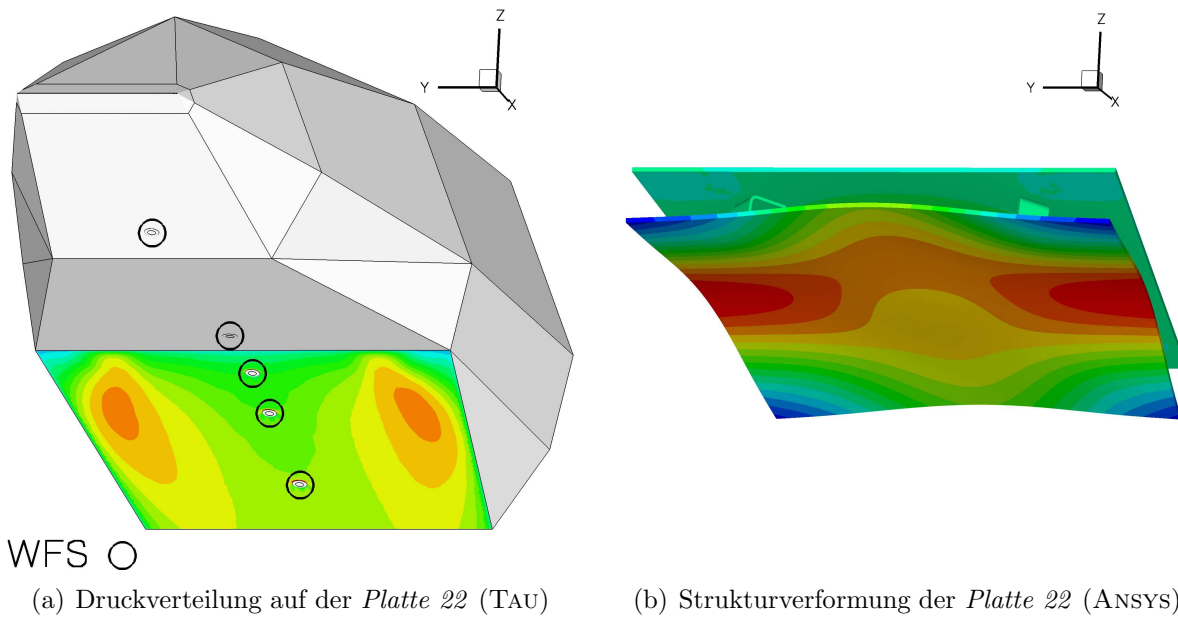 Z
Y
X
Z
Y
X
WFS
(a) Druckverteilung auf der Platte 22 (TAU)
(b) Strukturverformung der Platte 22 (ANSYS)